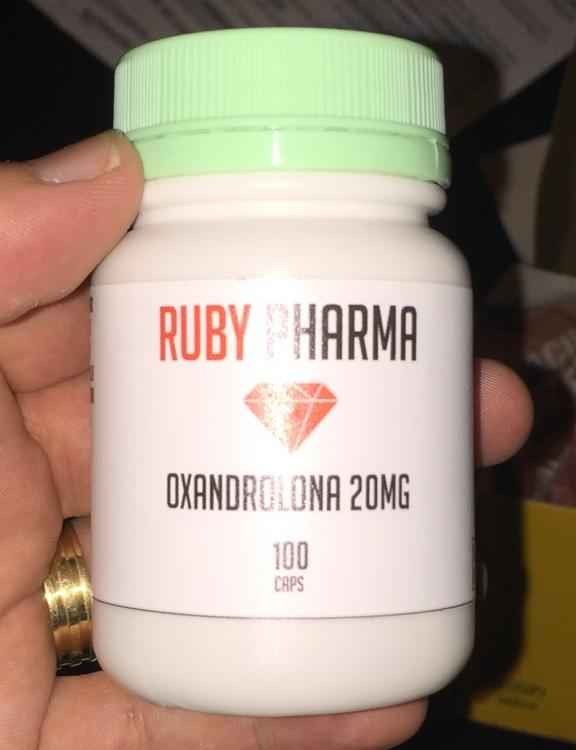 RUBY PHARMA
OXANDROLONA 20MG
100
CAPS